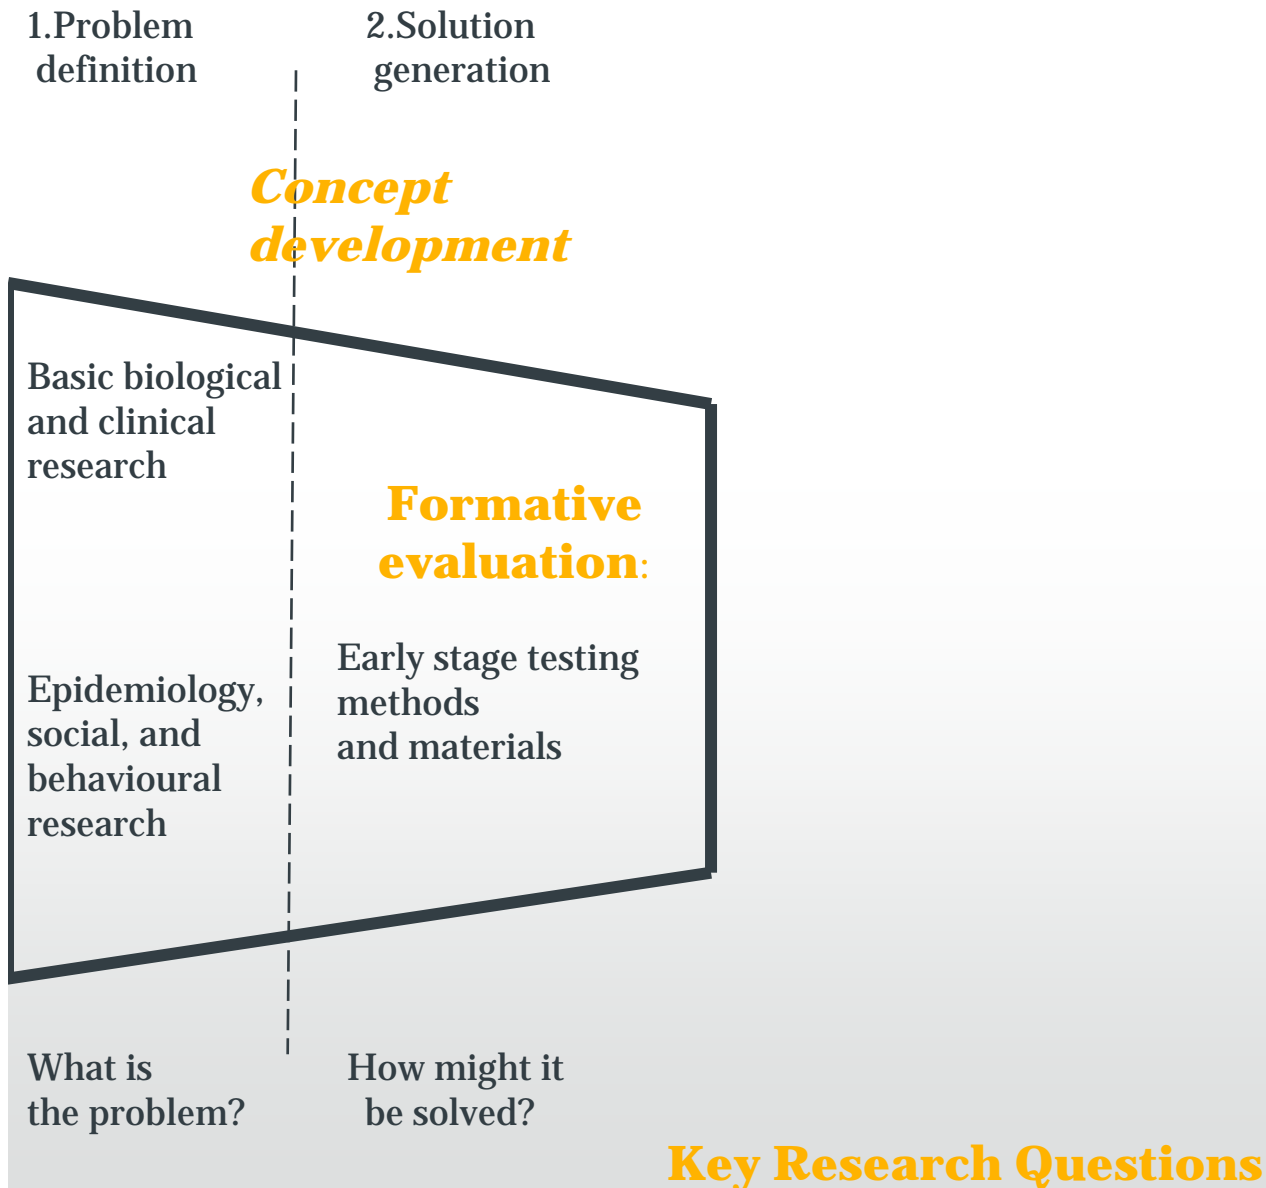 1.Problem
definition
2.Solution
generation
Concept
development
Basic biological
and clinical
research
Epidemiology,
social, and
behavioural
research
Formative
evaluation:
Early stage testing
methods
and materials
What is
the problem?
How might it
be solved?
Key Research Questions